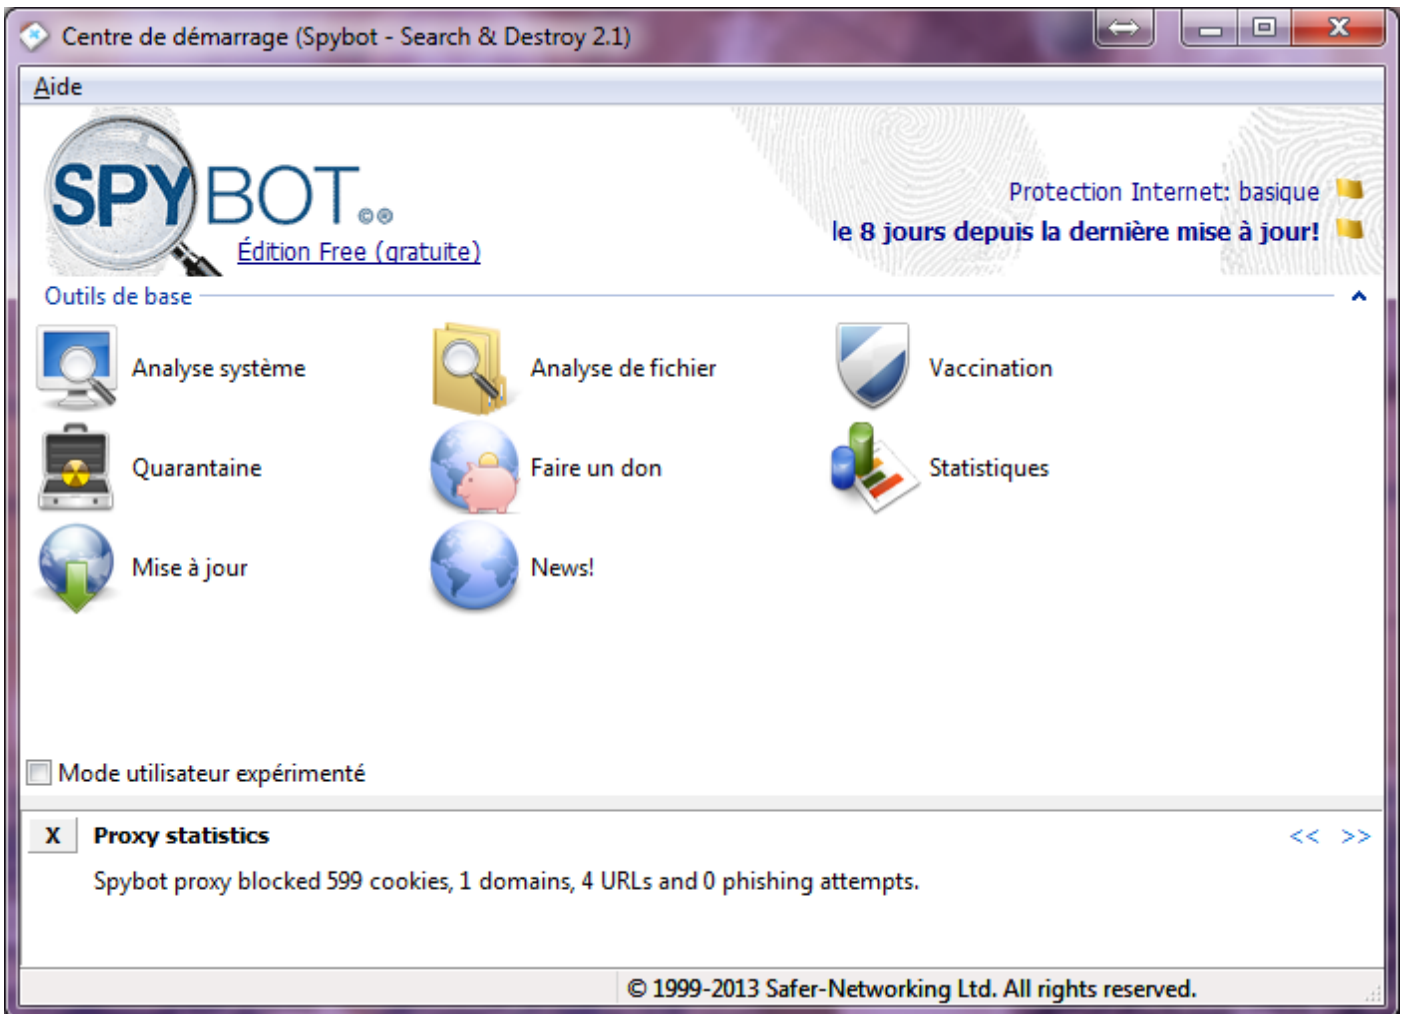 Centre de démarrage (Spybot - Search & Destroy 2.1)
Aide
SPYBOT ©®
Édition Free (gratuite)
Protection Internet: basique
le 8 jours depuis la dernière mise à jour!
Outils de base
Analyse système
Analyse de fichier
Vaccination
Quarantaine
Faire un don
Statistiques
Mise à jour
News!
Mode utilisateur expérimenté
X Proxy statistics << >>
Spybot proxy blocked 599 cookies, 1 domains, 4 URLs and 0 phishing attempts.
© 1999-2013 Safer-Networking Ltd. All rights reserved.